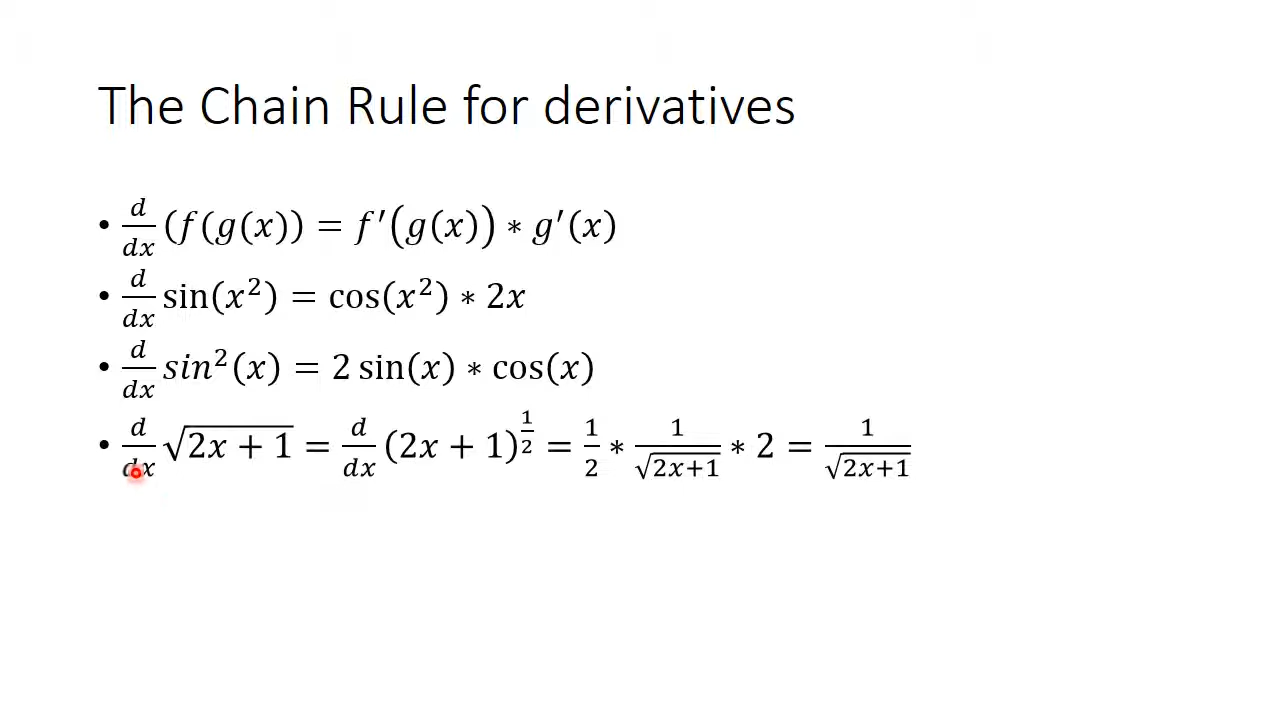 The Chain Rule for derivatives
• d/dx (f(g(x)) = f′(g(x)) ∗ g′(x)
• d/dx sin(x²) = cos(x²) ∗ 2x
• d/dx sin²(x) = 2 sin(x) ∗ cos(x)
• d/dx √(2x + 1) = d/dx (2x + 1)^(1/2) = 1/2 ∗ 1/√(2x+1) ∗ 2 = 1/√(2x+1)